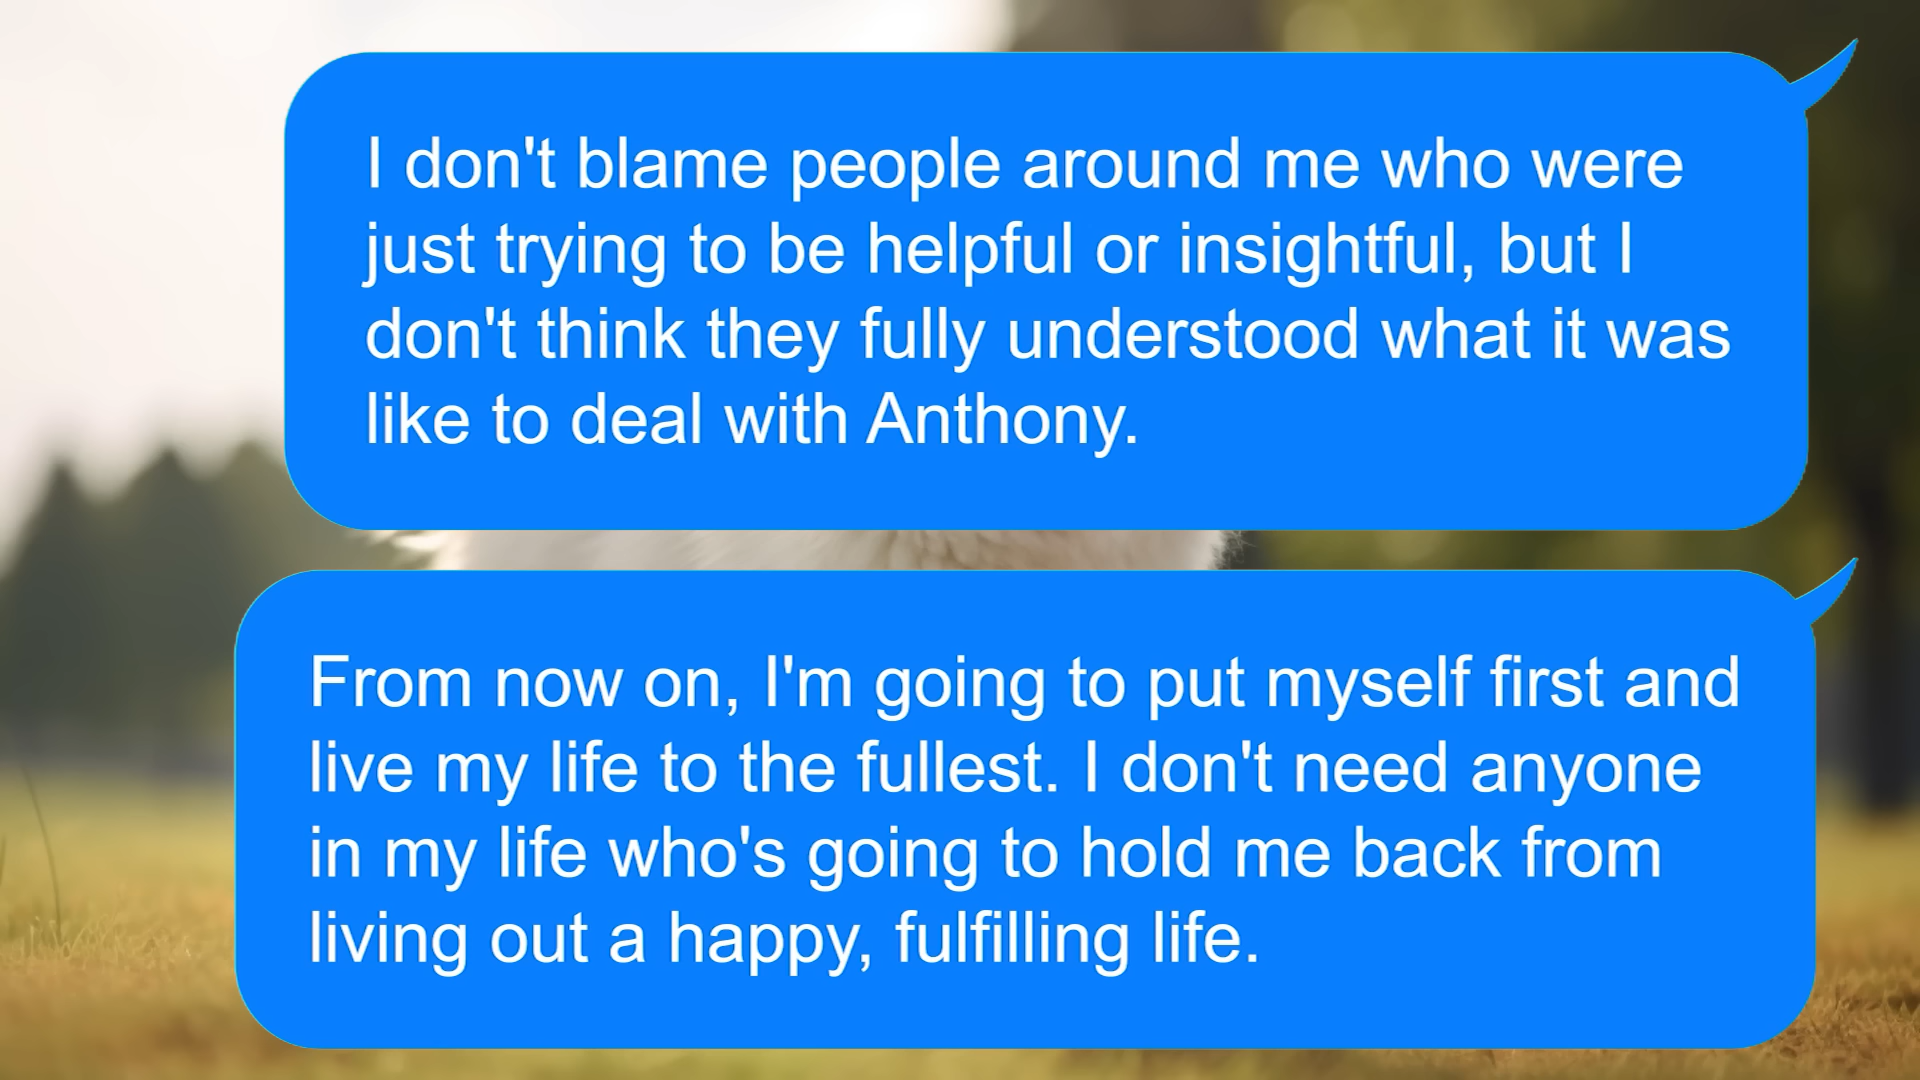 I don't blame people around me who were
just trying to be helpful or insightful, but I
don't think they fully understood what it was
like to deal with Anthony.
From now on, I'm going to put myself first and
live my life to the fullest. I don't need anyone
in my life who's going to hold me back from
living out a happy, fulfilling life.